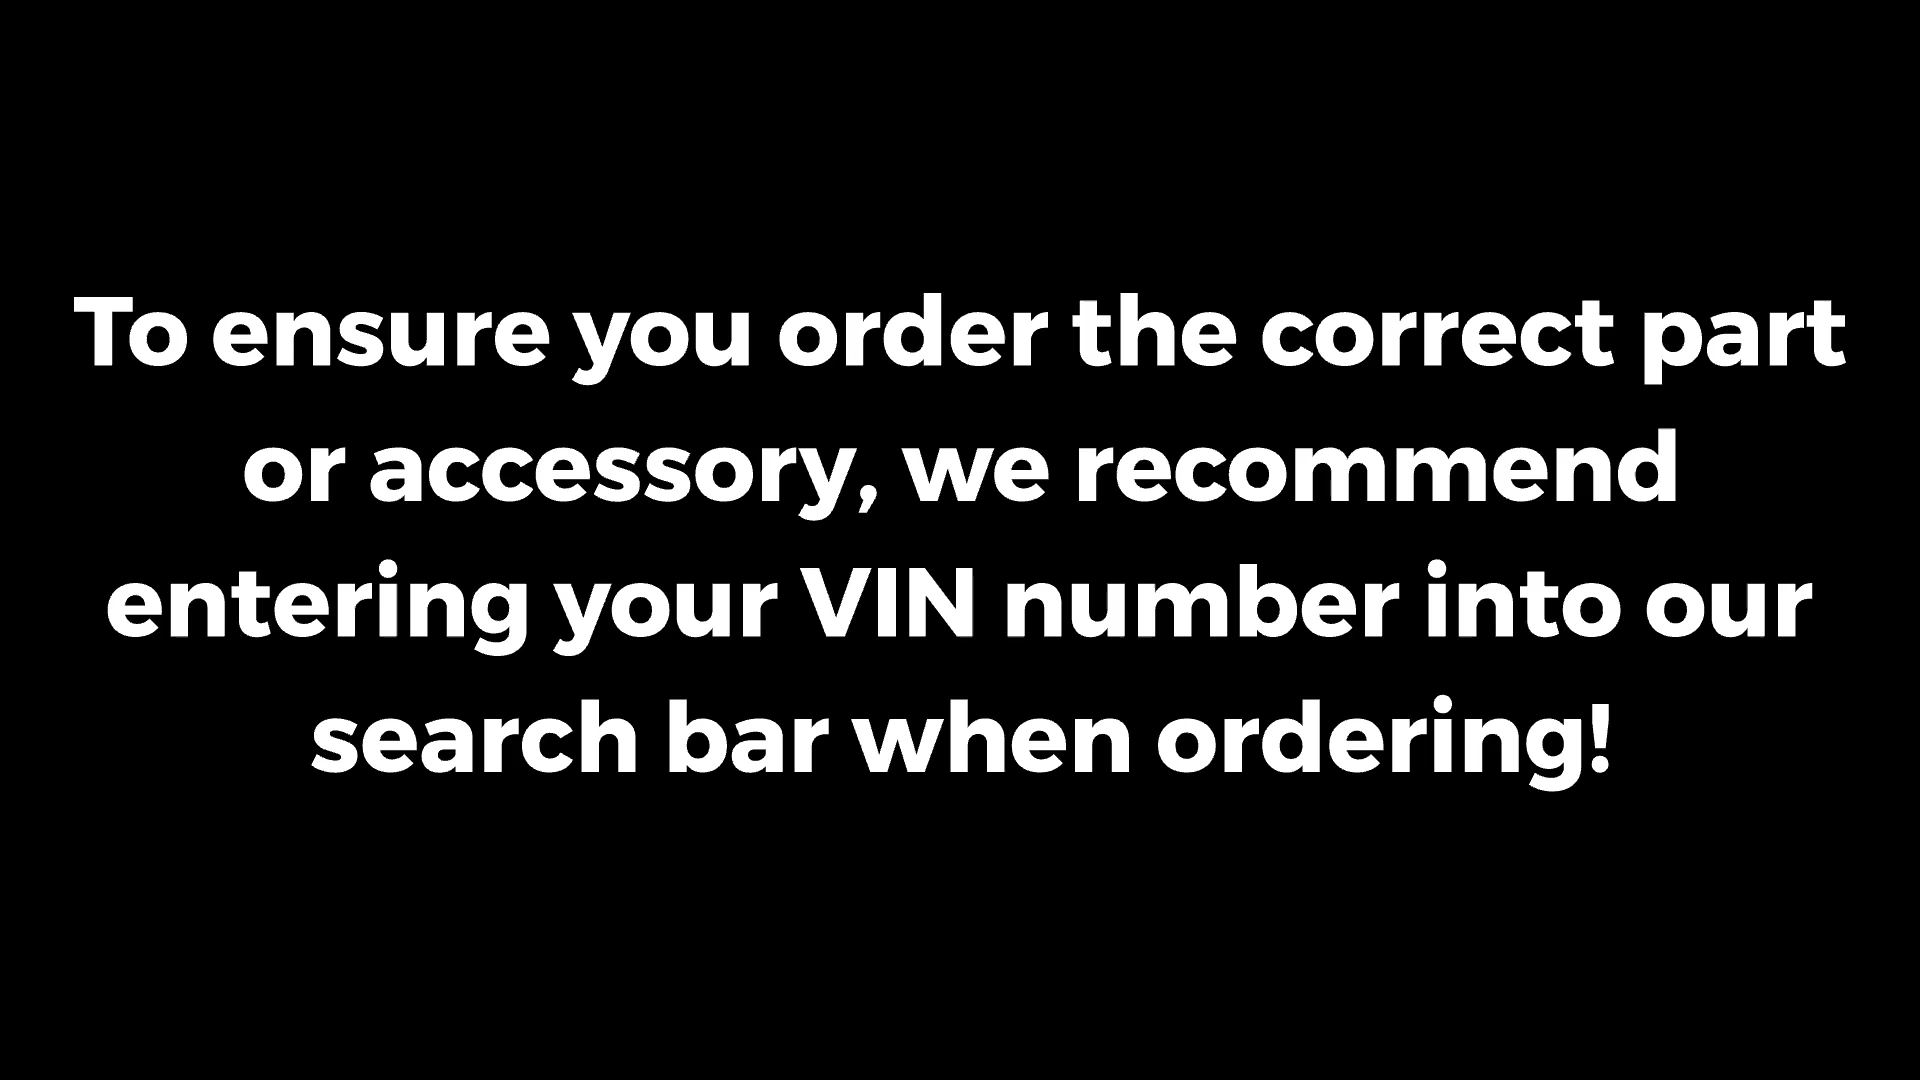 To ensure you order the correct part
or accessory, we recommend
entering your VIN number into our
search bar when ordering!